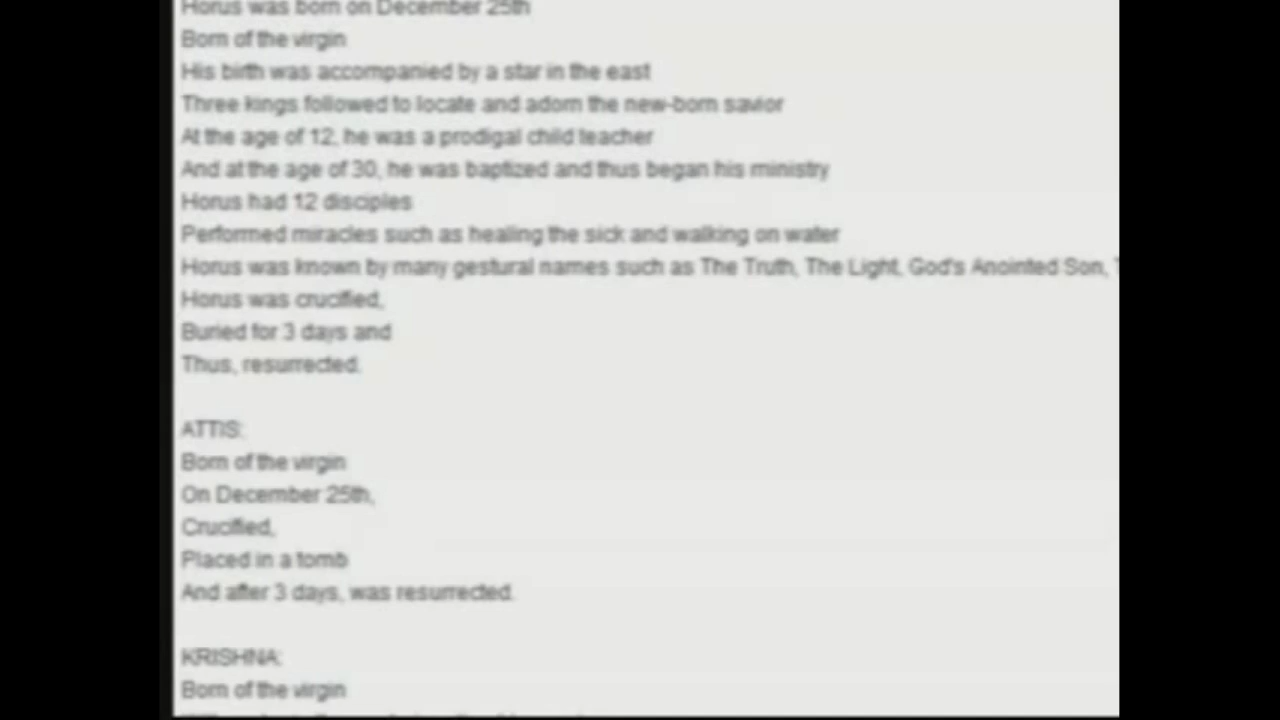 Horus was born on December 25th
Born of the virgin
His birth was accompanied by a star in the east
Three kings followed to locate and adorn the new-born savior
At the age of 12, he was a prodigal child teacher
And at the age of 30, he was baptized and thus began his ministry
Horus had 12 disciples
Performed miracles such as healing the sick and walking on water
Horus was known by many gestural names such as The Truth, The Light, God's Anointed Son,
Horus was crucified,
Buried for 3 days and
Thus, resurrected.
ATTIS:
Born of the virgin
On December 25th,
Crucified,
Placed in a tomb
And after 3 days, was resurrected.
KRISHNA:
Born of the virgin